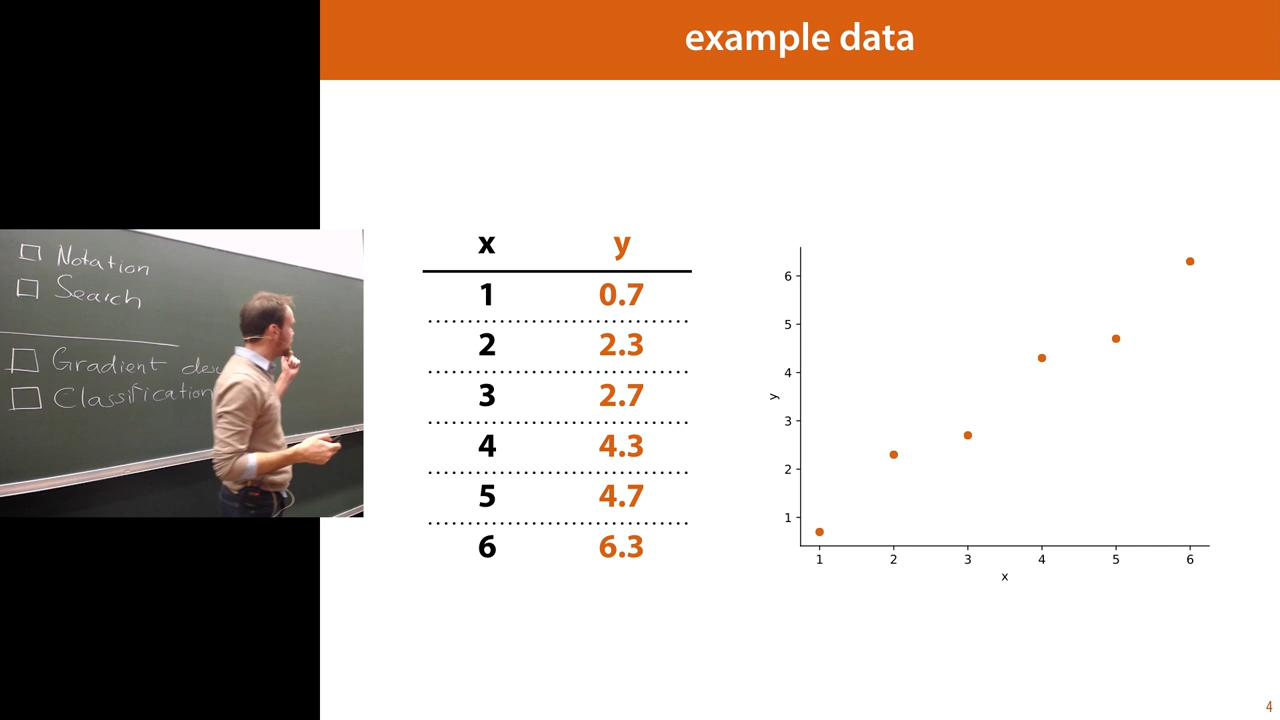 example data
Notation
Search
Gradient
Classification
x y
1 0.7
2 2.3
3 2.7
4 4.3
5 4.7
6 6.3
y
6
5
4
3
2
1
1 2 3 4 5 6
x
4